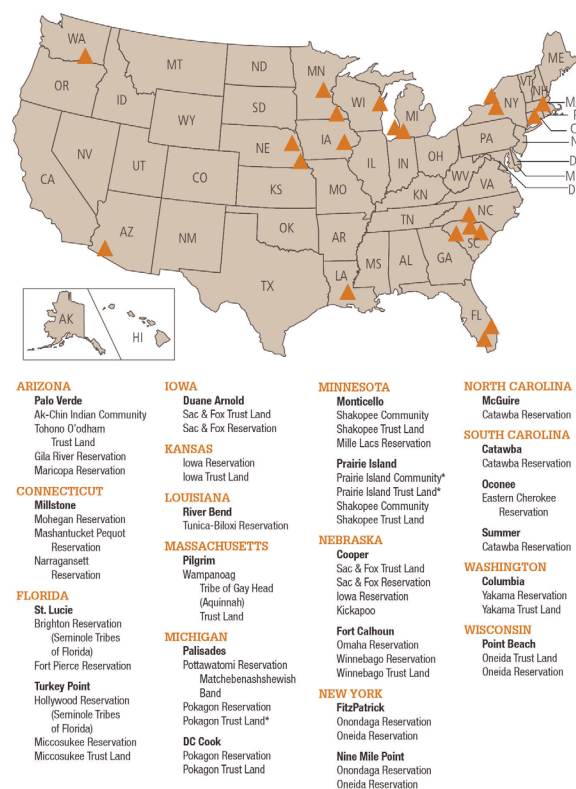 WA
MT
ND
MN
ME
VT
NH
OR
ID
SD
WI
MI
NY
M
WY
C
N
NE
IA
PA
NV
UT
CO
IL
IN
OH
D
M
D
CA
KS
MO
WV
VA
KY
AZ
NM
OK
AR
TN
NC
SC
TX
LA
MS
AL
GA
FL
AK
HI
ARIZONA
Palo Verde
Ak-Chin Indian Community
Tohono O'odham
Trust Land
Gila River Reservation
Maricopa Reservation
CONNECTICUT
Millstone
Mohegan Reservation
Mashantucket Pequot
Reservation
Narragansett
Reservation
FLORIDA
St. Lucie
Brighton Reservation
(Seminole Tribes
of Florida)
Fort Pierce Reservation
Turkey Point
Hollywood Reservation
(Seminole Tribes
of Florida)
Miccosukee Reservation
Miccosukee Trust Land
IOWA
Duane Arnold
Sac & Fox Trust Land
Sac & Fox Reservation
KANSAS
Iowa Reservation
Iowa Trust Land
LOUISIANA
River Bend
Tunica-Biloxi Reservation
MASSACHUSETTS
Pilgrim
Wampanoag
Tribe of Gay Head
(Aquinnah)
Trust Land
MICHIGAN
Palisades
Pottawatomi Reservation
Matchebenashshewish
Band
Pokagon Reservation
Pokagon Trust Land*
DC Cook
Pokagon Reservation
Pokagon Trust Land
MINNESOTA
Monticello
Shakopee Community
Shakopee Trust Land
Mille Lacs Reservation
Prairie Island
Prairie Island Community*
Prairie Island Trust Land*
Shakopee Community
Shakopee Trust Land
NEBRASKA
Cooper
Sac & Fox Trust Land
Sac & Fox Reservation
Iowa Reservation
Kickapoo
Fort Calhoun
Omaha Reservation
Winnebago Reservation
Winnebago Trust Land
NEW YORK
FitzPatrick
Onondaga Reservation
Oneida Reservation
Nine Mile Point
Onondaga Reservation
Oneida Reservation
NORTH CAROLINA
McGuire
Catawba Reservation
SOUTH CAROLINA
Catawba
Catawba Reservation
Oconee
Eastern Cherokee
Reservation
Summer
Catawba Reservation
WASHINGTON
Columbia
Yakama Reservation
Yakama Trust Land
WISCONSIN
Point Beach
Oneida Trust Land
Oneida Reservation